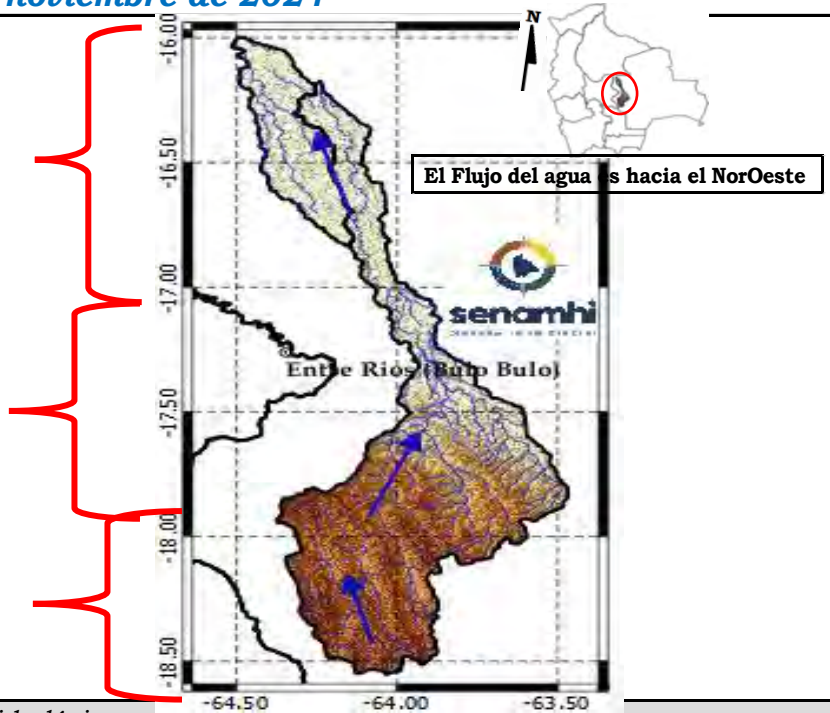 noviembre de 2024
N
El Flujo del agua es hacia el NorOeste
-16.00
-16.50
-17.00
senamhi
Entre Rios (Bulo Bulo)
-17.50
-18.00
-18.50
-64.50 -64.00 -63.50